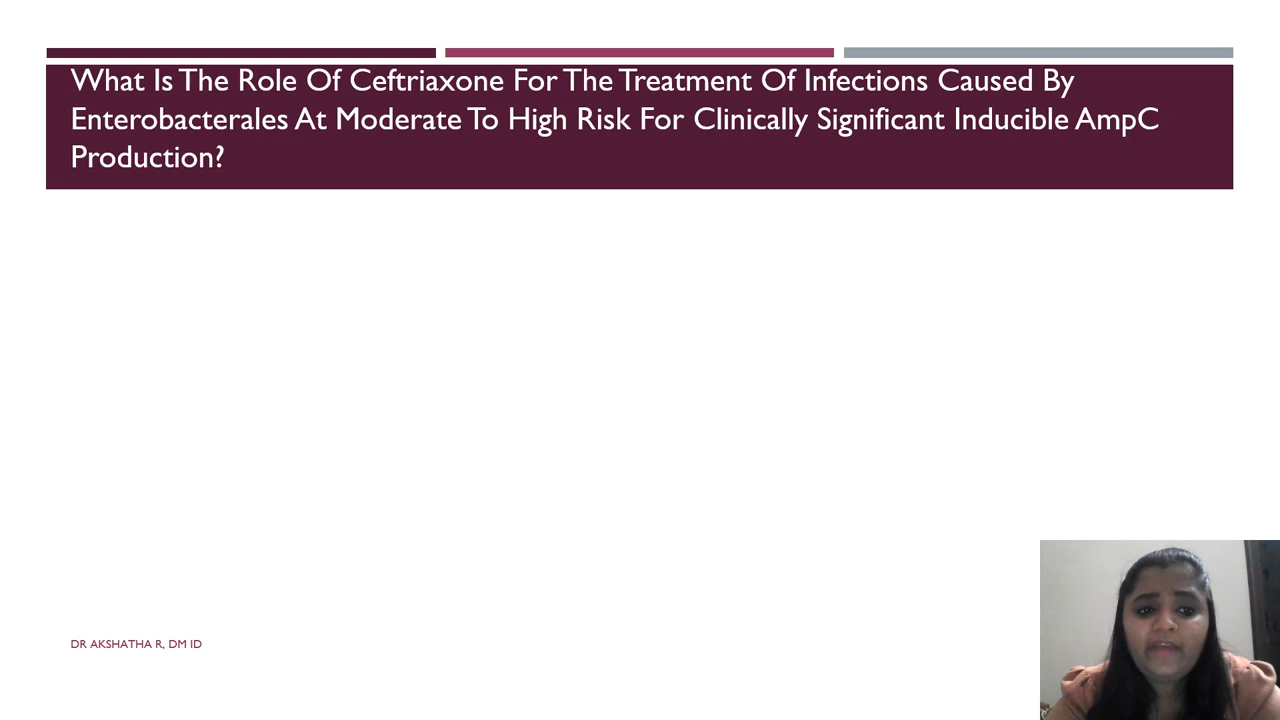 What Is The Role Of Ceftriaxone For The Treatment Of Infections Caused By
Enterobacterales At Moderate To High Risk For Clinically Significant Inducible AmpC
Production?
DR AKSHATHA R, DM ID